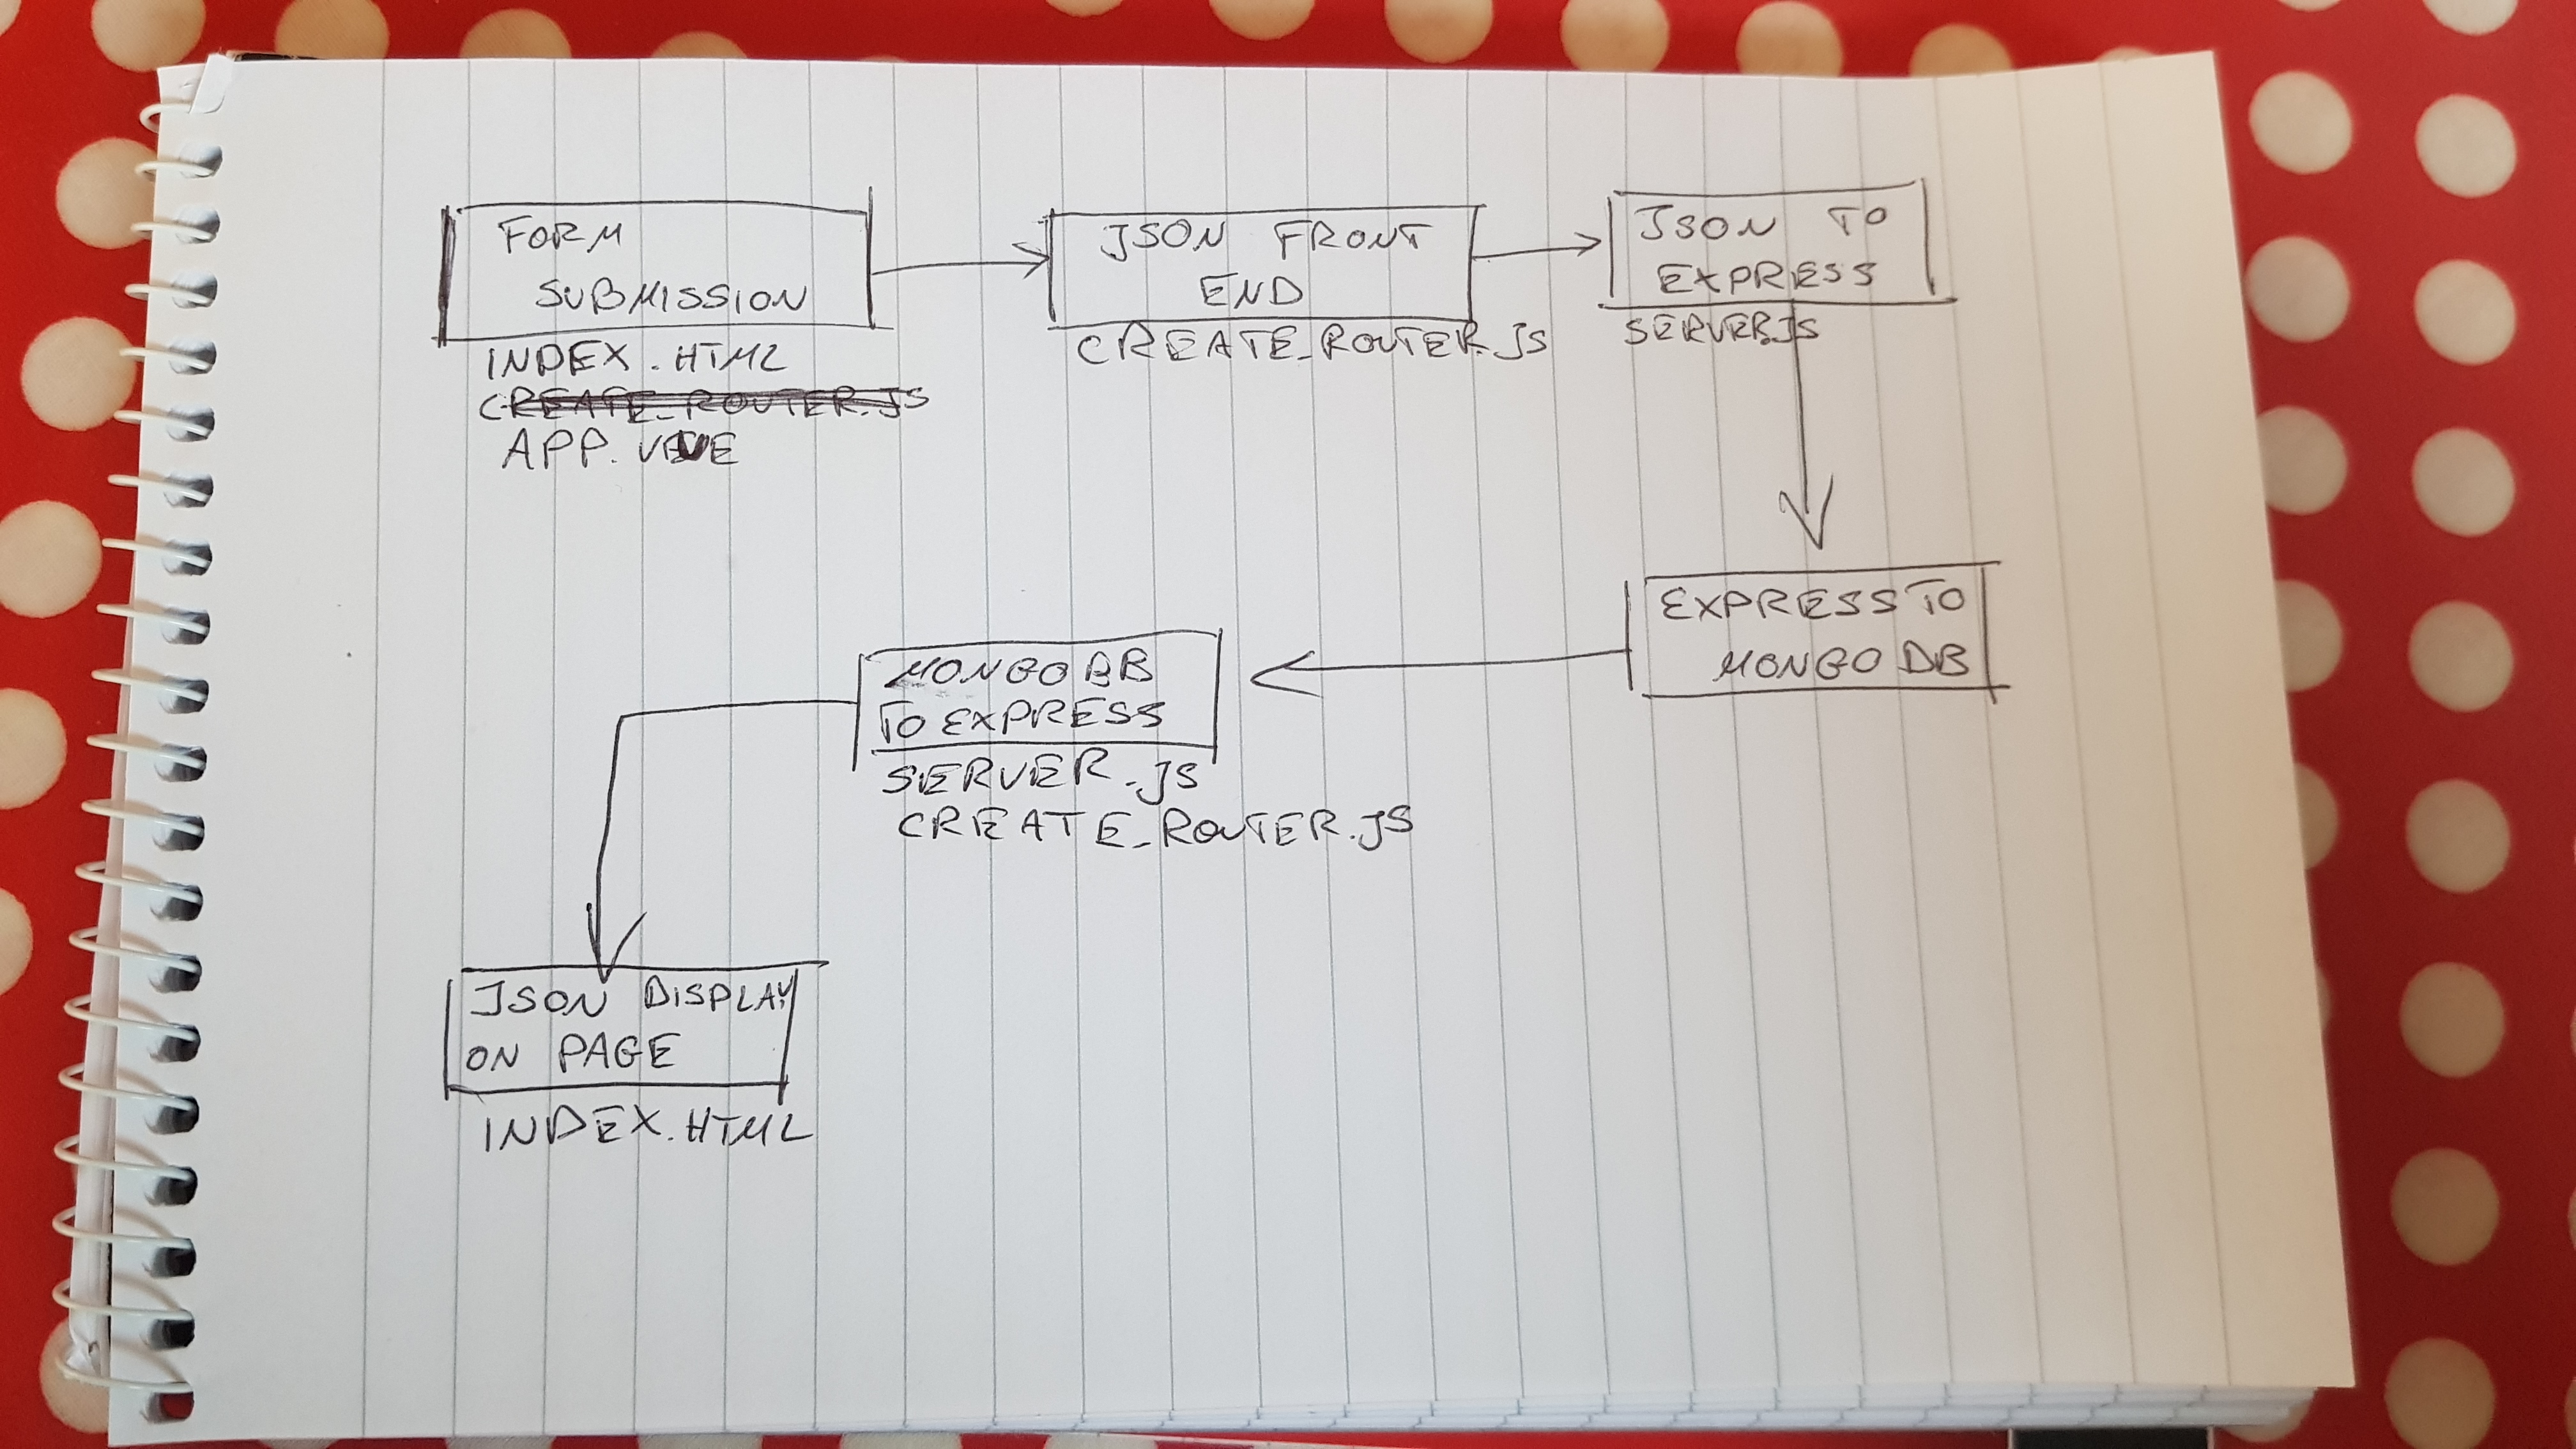 FORM
SUBMISSION
INDEX.HTML
CREATE_ROUTER.JS
APP.VUE
JSON FRONT
END
CREATE_ROUTER.JS
JSON TO
EXPRESS
SERVER.JS
EXPRESS TO
MONGO DB
MONGO DB
TO EXPRESS
SERVER.JS
CREATE_ROUTER.JS
JSON DISPLAY
ON PAGE
INDEX.HTML